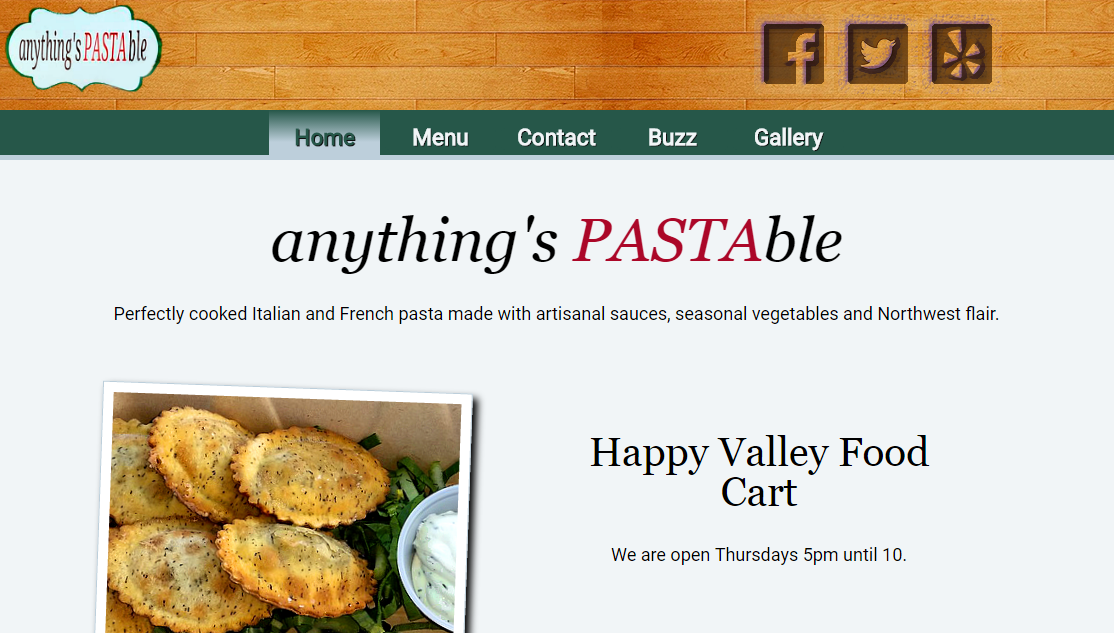 anything's PASTAble
Home Menu Contact Buzz Gallery
anything's PASTAble
Perfectly cooked Italian and French pasta made with artisanal sauces, seasonal vegetables and Northwest flair.
Happy Valley Food
Cart
We are open Thursdays 5pm until 10.